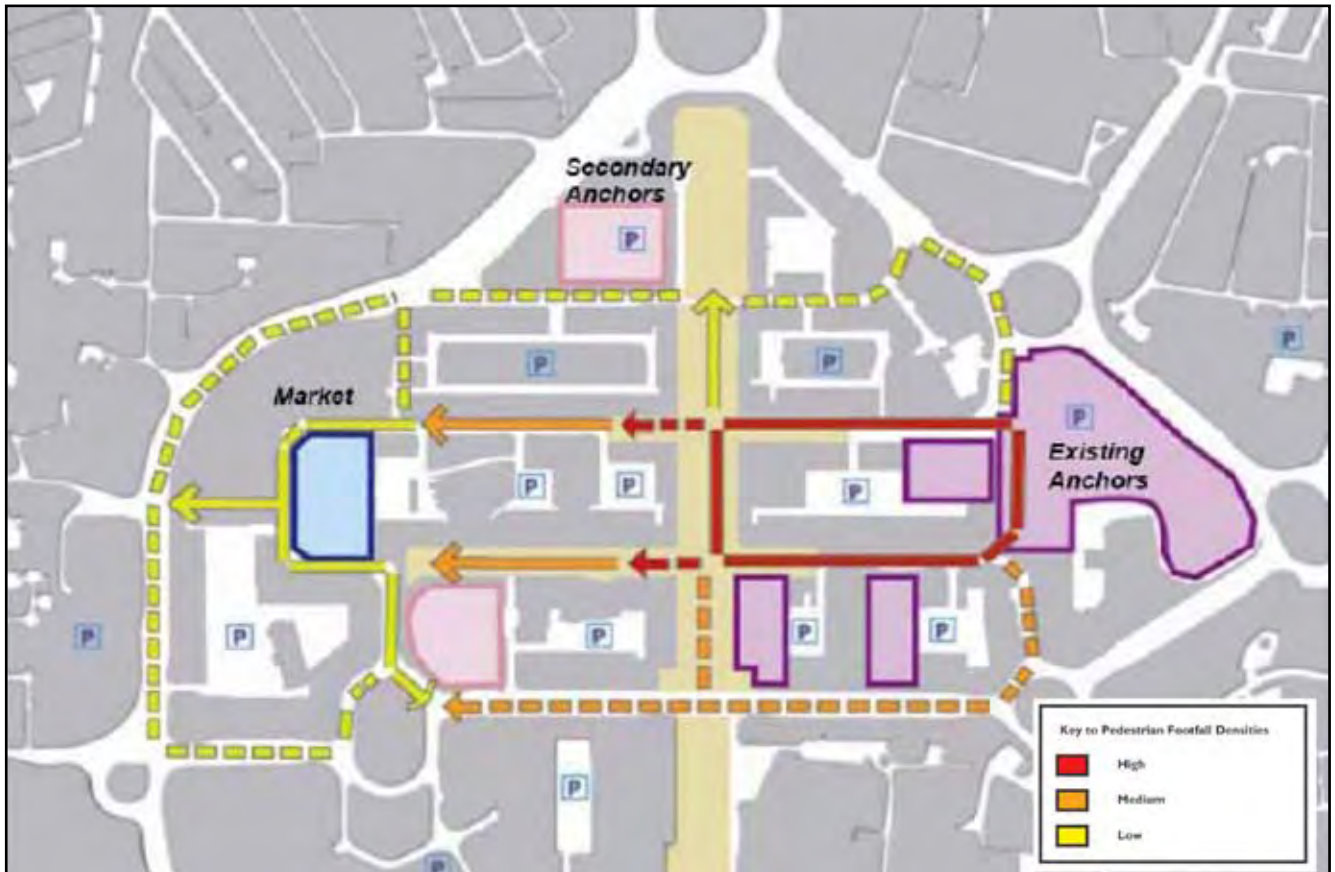 Secondary
Anchors
P
P
P
P
Market
P
Existing
Anchors
P
P
P
P
P
P
P
P
Key to Pedestrian Footfall Densities
High
Medium
Low
P
P